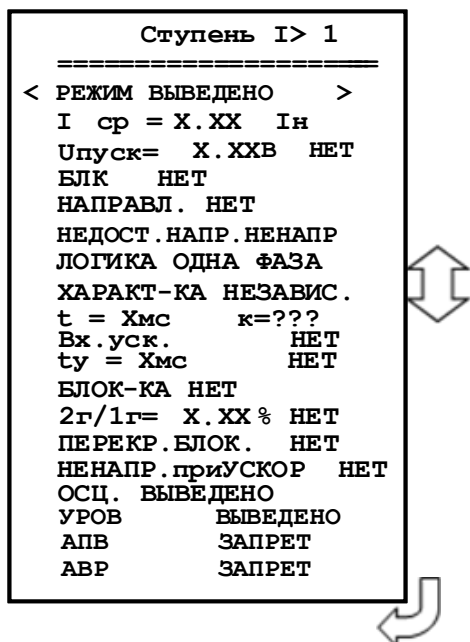 Ступень I> 1
=====================
< РЕЖИМ ВЫВЕДЕНО >
I ср = X.XX Iн
Uпуск= X.XXВ НЕТ
БЛК НЕТ
НАПРАВЛ. НЕТ
НЕДОСТ.НАПР.НЕНАПР
ЛОГИКА ОДНА ФАЗА
ХАРАКТ-КА НЕЗАВИС.
t = Xмс к=???
Вх.уск. НЕТ
tу = Xмс НЕТ
БЛОК-КА НЕТ
2г/1г= X.XX % НЕТ
ПЕРЕКР.БЛОК. НЕТ
НЕНАПР.приУСКОР НЕТ
ОСЦ. ВЫВЕДЕНО
УРОВ ВЫВЕДЕНО
АПВ ЗАПРЕТ
АВР ЗАПРЕТ